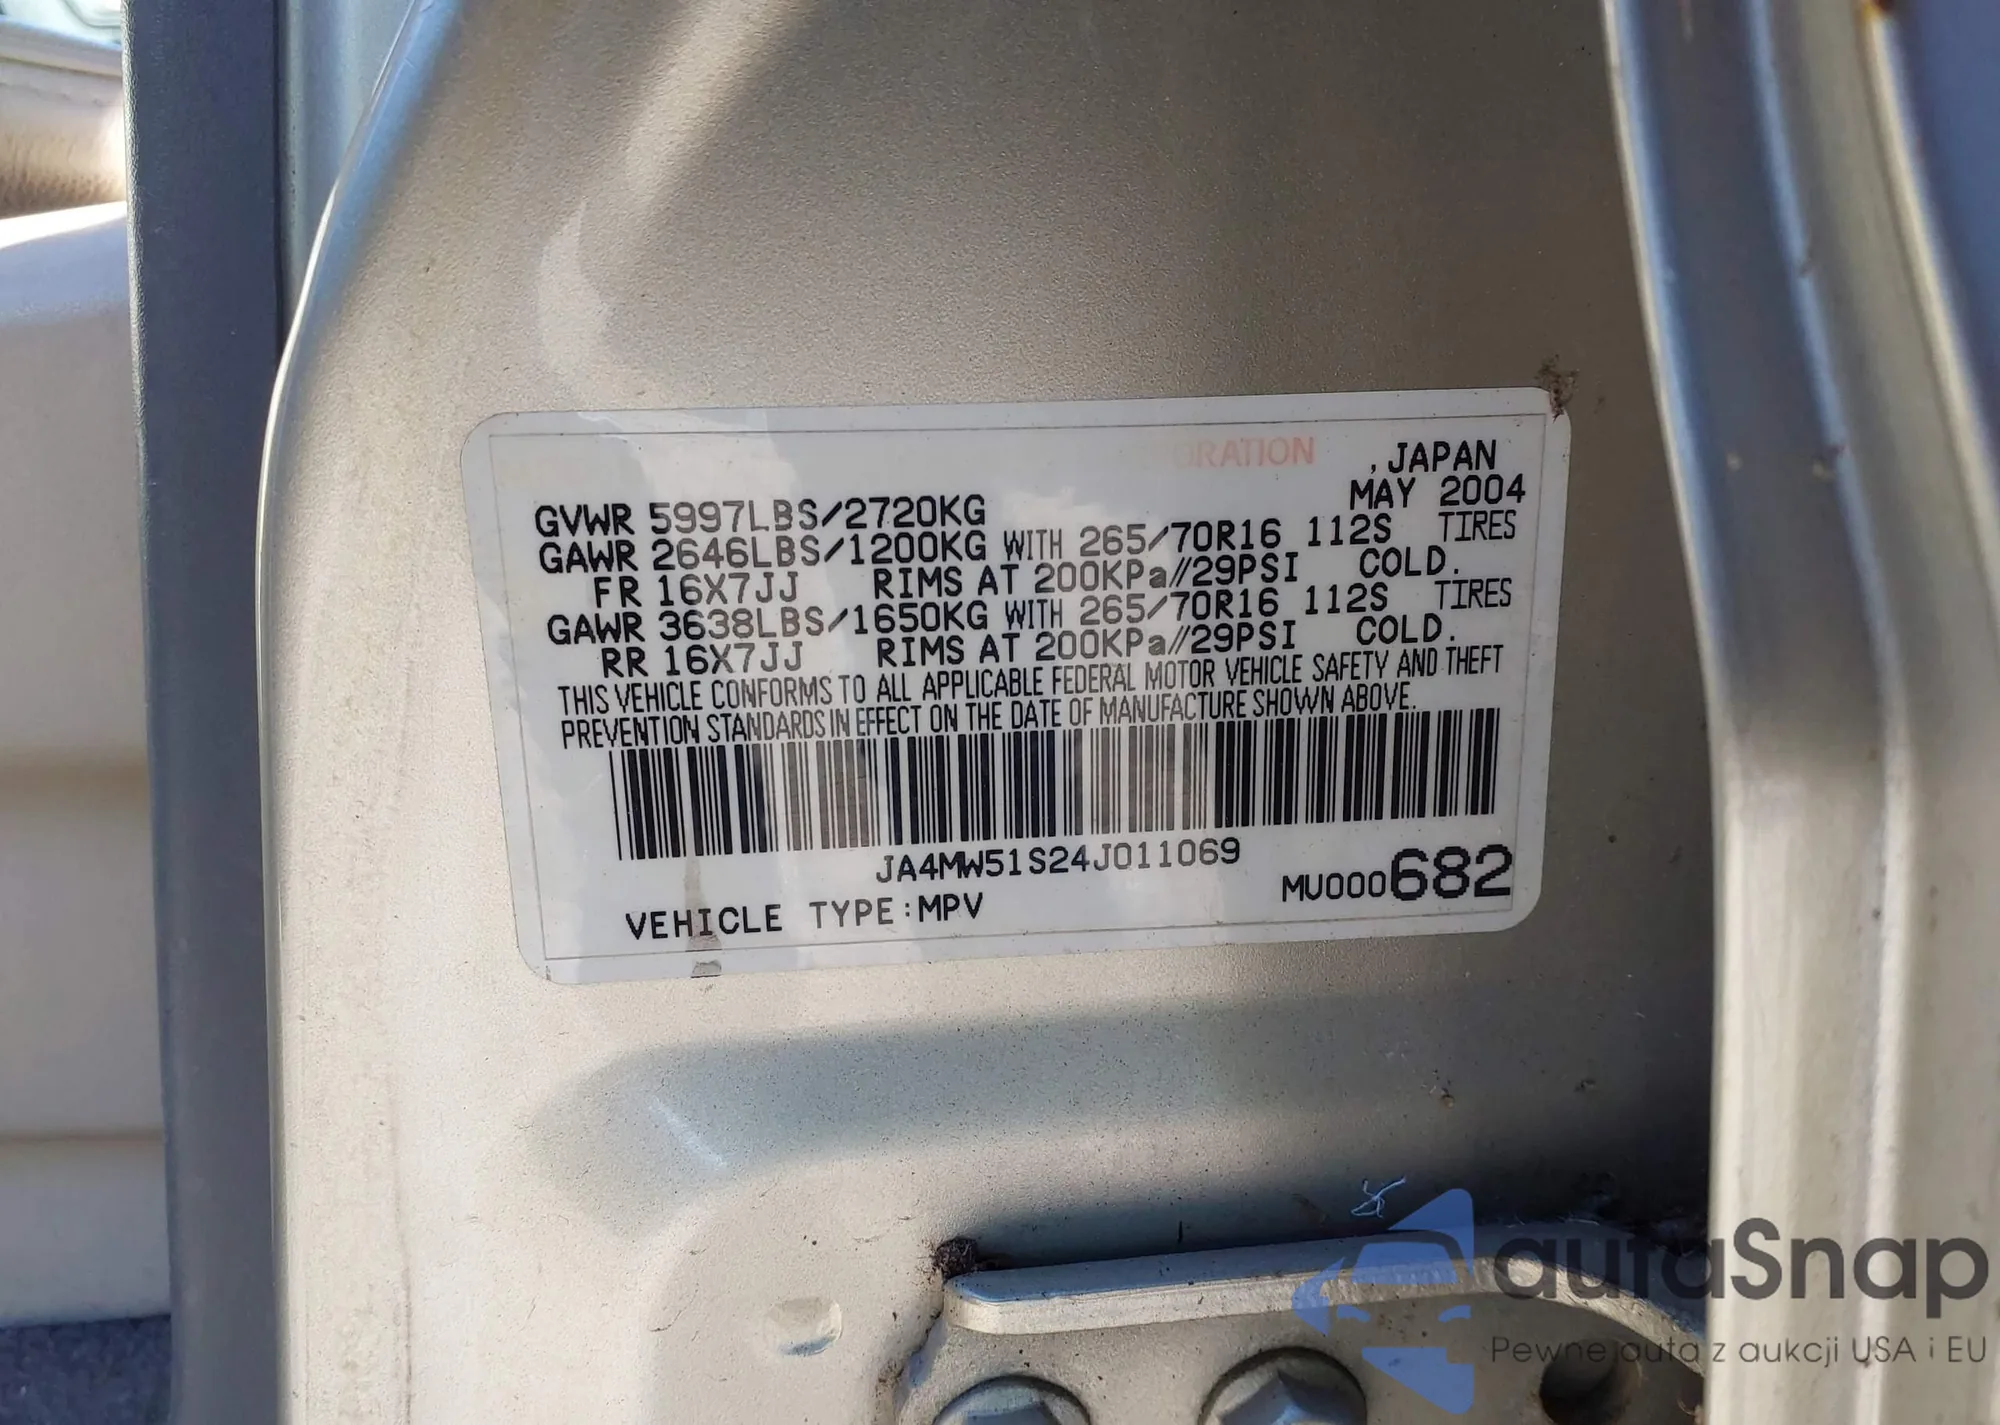 , JAPAN
MAY 2004
GVWR 5997LBS/2720KG
GAWR 2646LBS/1200KG WITH 265/70R16 112S TIRES
FR 16X7JJ RIMS AT 200KPa//29PSI COLD.
GAWR 3638LBS/1650KG WITH 265/70R16 112S TIRES
RR 16X7JJ RIMS AT 200KPa//29PSI COLD.
THIS VEHICLE CONFORMS TO ALL APPLICABLE FEDERAL MOTOR VEHICLE SAFETY AND THEFT
PREVENTION STANDARDS IN EFFECT ON THE DATE OF MANUFACTURE SHOWN ABOVE.
JA4MW51S24J011069
MU000682
VEHICLE TYPE:MPV
autaSnap
Pewne auta z aukcji USA i EU